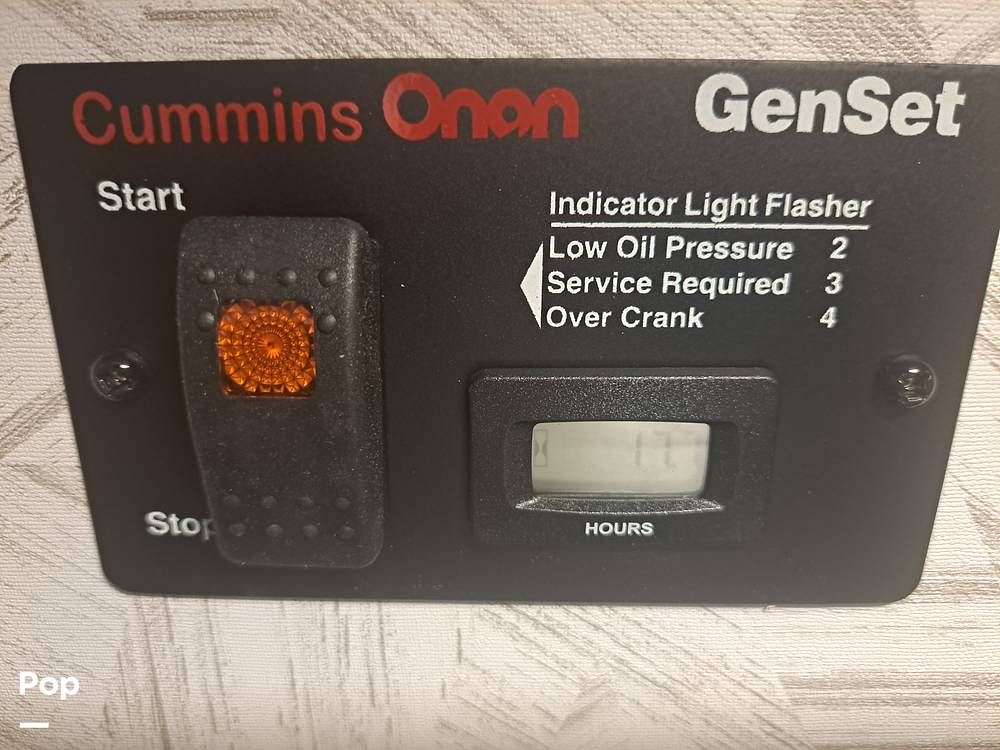 Cummins Onan GenSet
Start
Indicator Light Flasher
Low Oil Pressure 2
Service Required 3
Over Crank 4
HOURS
Stop
Pop